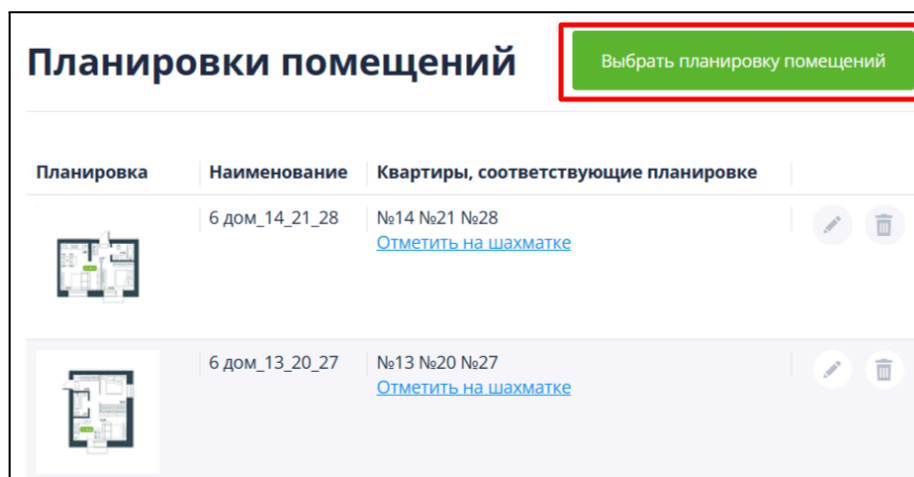 Планировки помещений
Выбрать планировку помещений
Планировка Наименование Квартиры, соответствующие планировке
6 дом_14_21_28 №14 №21 №28
Отметить на шахматке
6 дом_13_20_27 №13 №20 №27
Отметить на шахматке